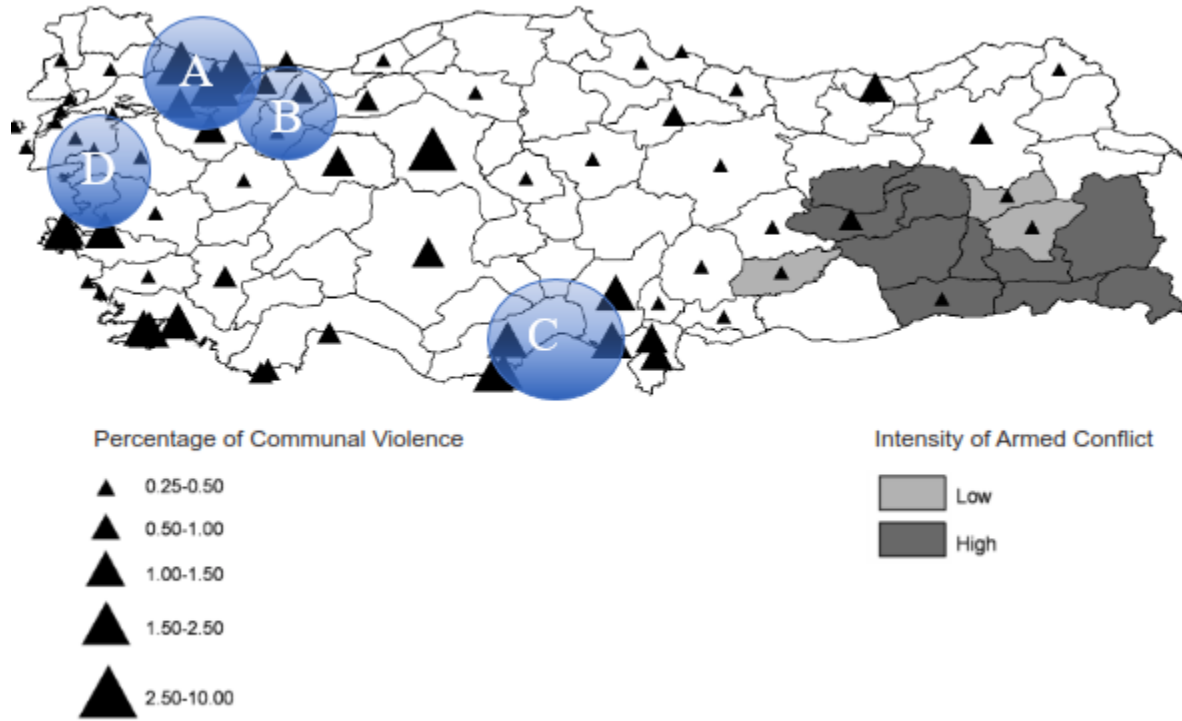 A
B
D
C
Percentage of Communal Violence
0.25-0.50
0.50-1.00
1.00-1.50
1.50-2.50
2.50-10.00
Intensity of Armed Conflict
Low
High